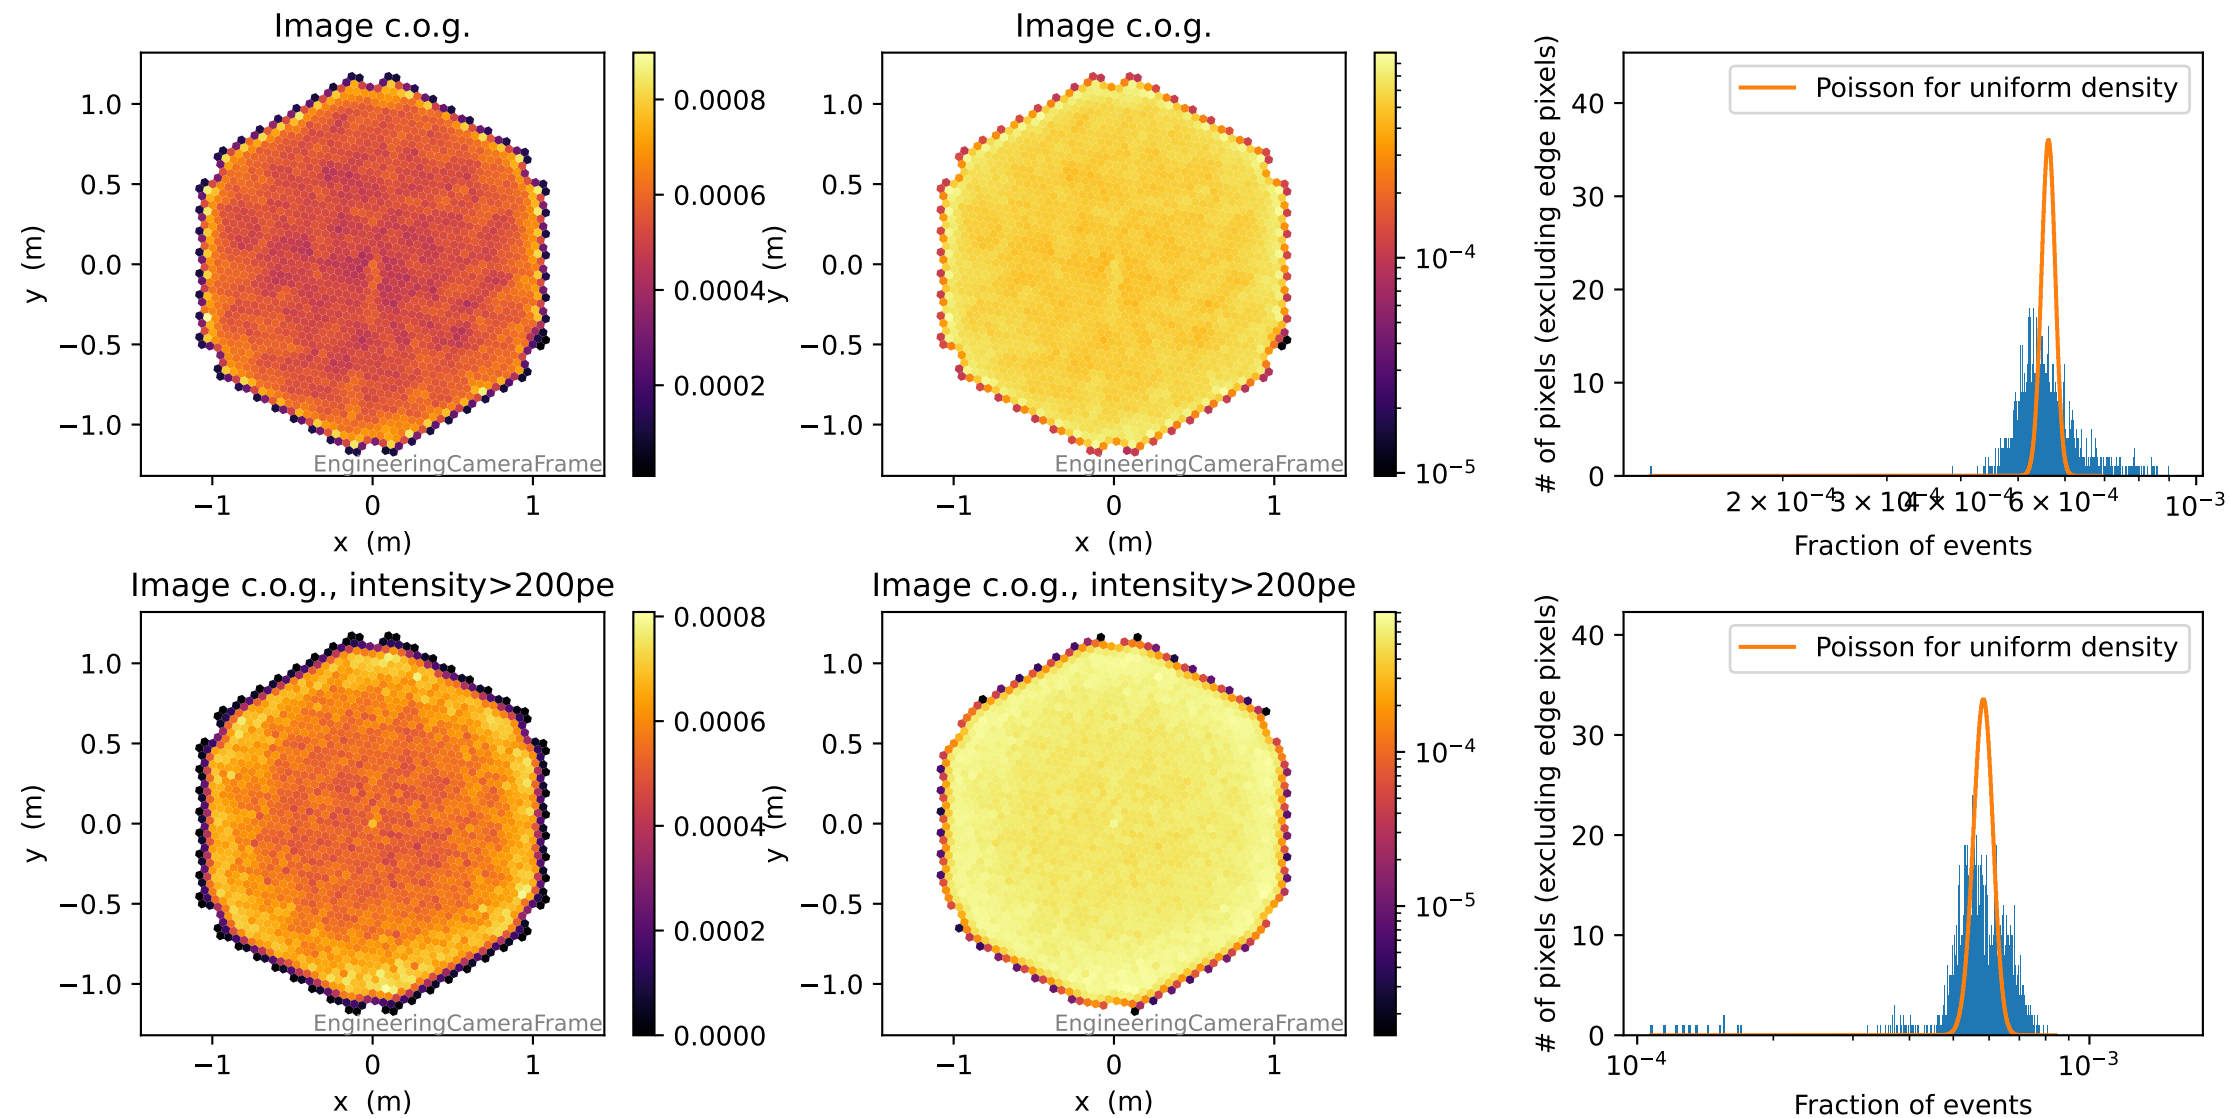 Image c.o.g.
1.0
0.5
0.0
−0.5
−1.0
y (m)
−1
0
1
x (m)
EngineeringCameraFrame
0.0008
0.0006
0.0004
0.0002
Image c.o.g.
1.0
0.5
0.0
−0.5
−1.0
y (m)
−1
0
1
x (m)
EngineeringCameraFrame
10⁻⁴
10⁻⁵
Poisson for uniform density
# of pixels (excluding edge pixels)
40
30
20
10
0
2 × 10⁻⁴
3 × 10⁻⁴
4 × 10⁻⁴
6 × 10⁻⁴
10⁻³
Fraction of events
Image c.o.g., intensity>200pe
1.0
0.5
0.0
−0.5
−1.0
y (m)
−1
0
1
x (m)
EngineeringCameraFrame
0.0008
0.0006
0.0004
0.0002
0.0000
Image c.o.g., intensity>200pe
1.0
0.5
0.0
−0.5
−1.0
y (m)
−1
0
1
x (m)
EngineeringCameraFrame
10⁻⁴
10⁻⁵
Poisson for uniform density
# of pixels (excluding edge pixels)
40
30
20
10
0
10⁻⁴
10⁻³
Fraction of events